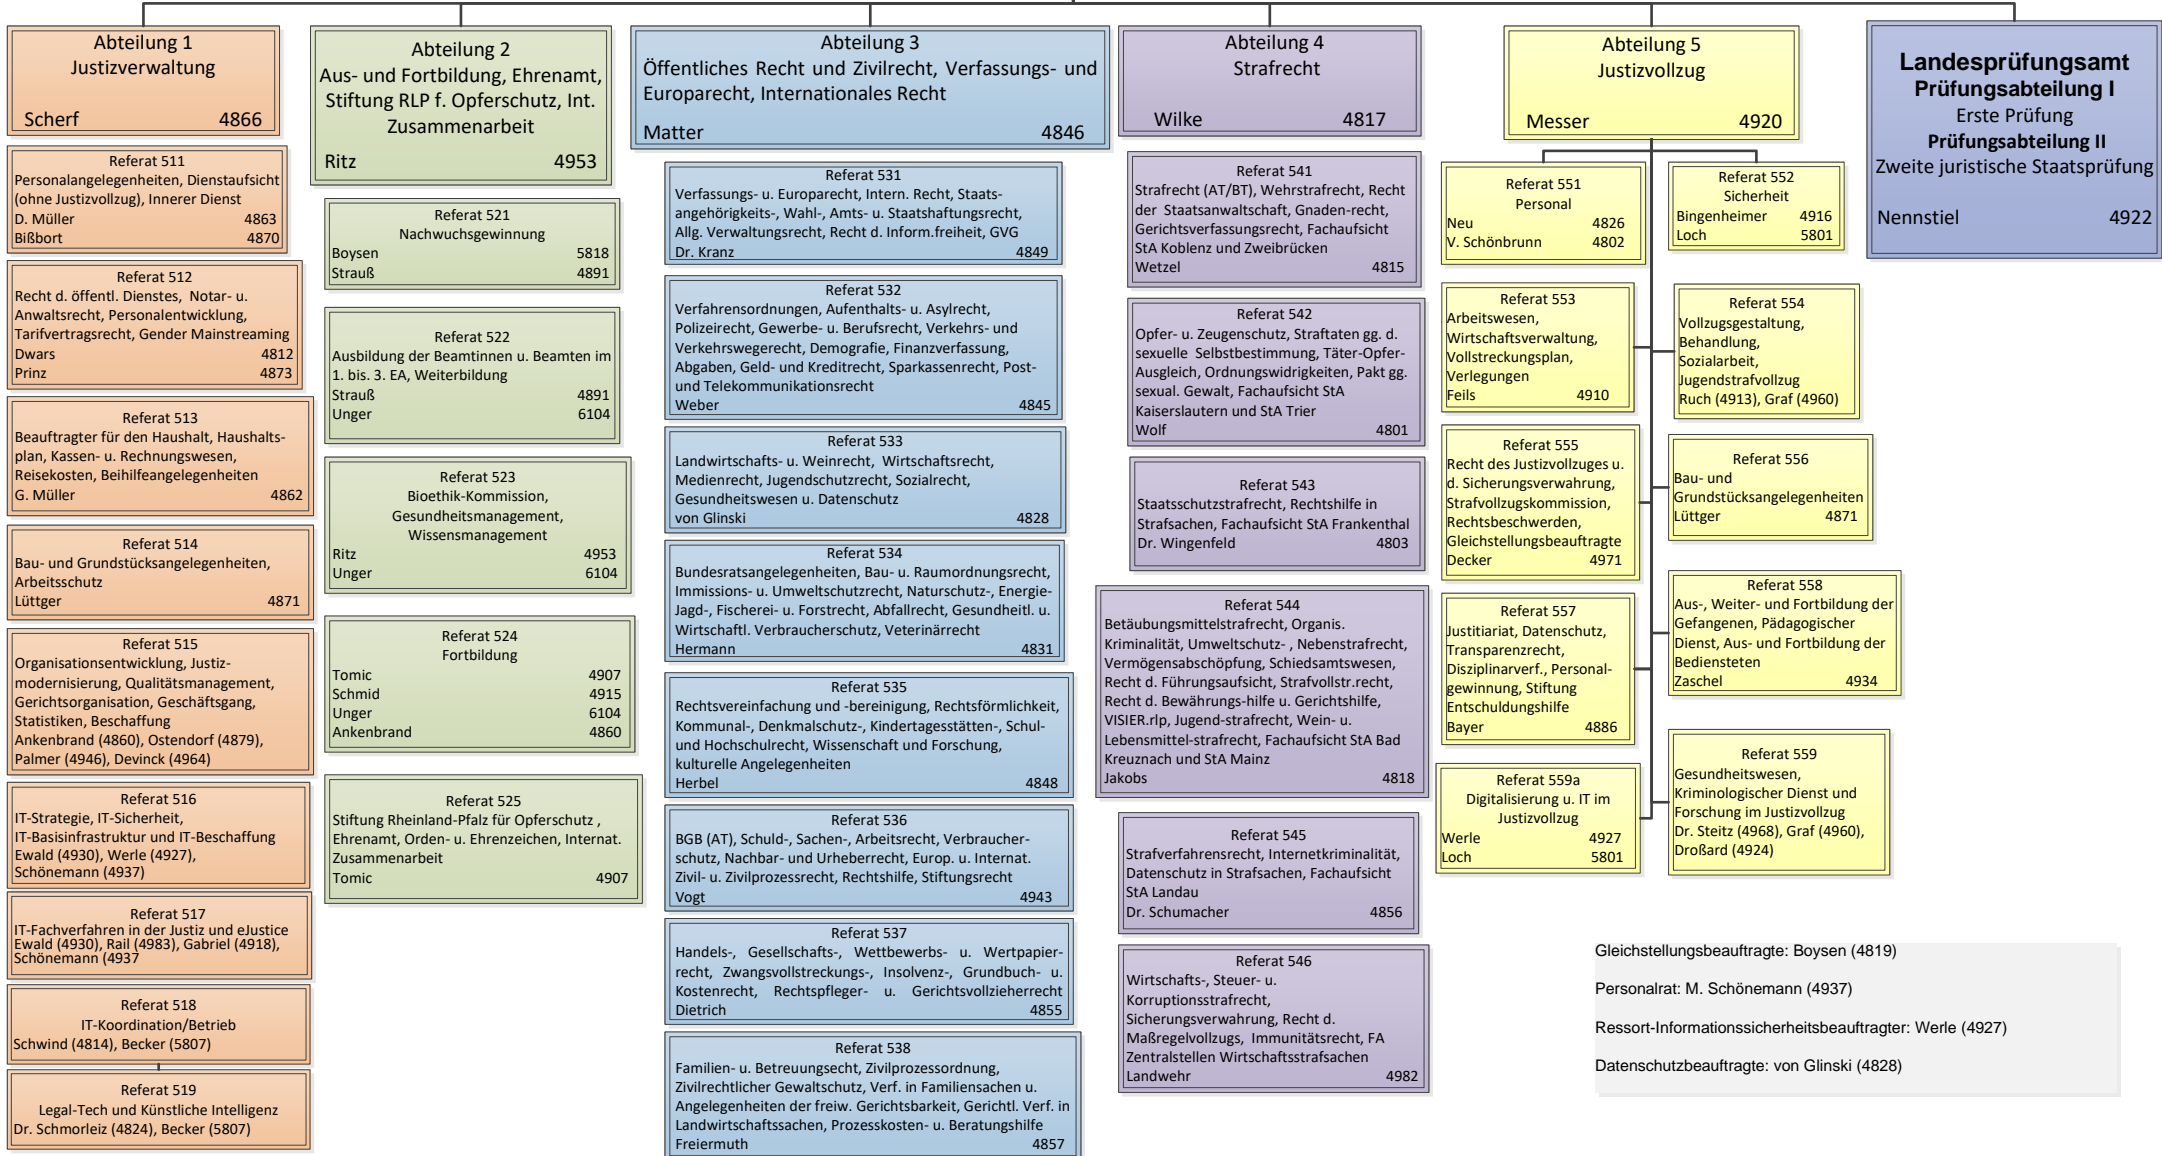 Abteilung 1
Justizverwaltung
Scherf 4866
Referat 511
Personalangelegenheiten, Dienstaufsicht
(ohne Justizvollzug), Innerer Dienst
D. Müller 4863
Bißbort 4870
Referat 512
Recht d. öffentl. Dienstes, Notar- u.
Anwaltsrecht, Personalentwicklung,
Tarifvertragsrecht, Gender Mainstreaming
Dwars 4812
Prinz 4873
Referat 513
Beauftragter für den Haushalt, Haushalts-
plan, Kassen- u. Rechnungswesen,
Reisekosten, Beihilfeangelegenheiten
G. Müller 4862
Referat 514
Bau- und Grundstücksangelegenheiten,
Arbeitsschutz
Lüttger 4871
Referat 515
Organisationsentwicklung, Justiz-
modernisierung, Qualitätsmanagement,
Gerichtsorganisation, Geschäftsgang,
Statistiken, Beschaffung
Ankenbrand (4860), Ostendorf (4879),
Palmer (4946), Devinck (4964)
Referat 516
IT-Strategie, IT-Sicherheit,
IT-Basisinfrastruktur und IT-Beschaffung
Ewald (4930), Werle (4927),
Schönemann (4937)
Referat 517
IT-Fachverfahren in der Justiz und eJustice
Ewald (4930), Rail (4983), Gabriel (4918),
Schönemann (4937
Referat 518
IT-Koordination/Betrieb
Schwind (4814), Becker (5807)
Referat 519
Legal-Tech und Künstliche Intelligenz
Dr. Schmorleiz (4824), Becker (5807)
Abteilung 2
Aus- und Fortbildung, Ehrenamt,
Stiftung RLP f. Opferschutz, Int.
Zusammenarbeit
Ritz 4953
Referat 521
Nachwuchsgewinnung
Boysen 5818
Strauß 4891
Referat 522
Ausbildung der Beamtinnen u. Beamten im
1. bis. 3. EA, Weiterbildung
Strauß 4891
Unger 6104
Referat 523
Bioethik-Kommission,
Gesundheitsmanagement,
Wissensmanagement
Ritz 4953
Unger 6104
Referat 524
Fortbildung
Tomic 4907
Schmid 4915
Unger 6104
Ankenbrand 4860
Referat 525
Stiftung Rheinland-Pfalz für Opferschutz ,
Ehrenamt, Orden- u. Ehrenzeichen, Internat.
Zusammenarbeit
Tomic 4907
Abteilung 3
Öffentliches Recht und Zivilrecht, Verfassungs- und
Europarecht, Internationales Recht
Matter 4846
Referat 531
Verfassungs- u. Europarecht, Intern. Recht, Staats-
angehörigkeits-, Wahl-, Amts- u. Staatshaftungsrecht,
Allg. Verwaltungsrecht, Recht d. Inform.freiheit, GVG
Dr. Kranz 4849
Referat 532
Verfahrensordnungen, Aufenthalts- u. Asylrecht,
Polizeirecht, Gewerbe- u. Berufsrecht, Verkehrs- und
Verkehrswegerecht, Demografie, Finanzverfassung,
Abgaben, Geld- und Kreditrecht, Sparkassenrecht, Post-
und Telekommunikationsrecht
Weber 4845
Referat 533
Landwirtschafts- u. Weinrecht, Wirtschaftsrecht,
Medienrecht, Jugendschutzrecht, Sozialrecht,
Gesundheitswesen u. Datenschutz
von Glinski 4828
Referat 534
Bundesratsangelegenheiten, Bau- u. Raumordnungsrecht,
Immissions- u. Umweltschutzrecht, Naturschutz-, Energie-
Jagd-, Fischerei- u. Forstrecht, Abfallrecht, Gesundheitl. u.
Wirtschaftl. Verbraucherschutz, Veterinärrecht
Hermann 4831
Referat 535
Rechtsvereinfachung und -bereinigung, Rechtsförmlichkeit,
Kommunal-, Denkmalschutz-, Kindertagesstätten-, Schul-
und Hochschulrecht, Wissenschaft und Forschung,
kulturelle Angelegenheiten
Herbel 4848
Referat 536
BGB (AT), Schuld-, Sachen-, Arbeitsrecht, Verbraucher-
schutz, Nachbar- und Urheberrecht, Europ. u. Internat.
Zivil- u. Zivilprozessrecht, Rechtshilfe, Stiftungsrecht
Vogt 4943
Referat 537
Handels-, Gesellschafts-, Wettbewerbs- u. Wertpapier-
recht, Zwangsvollstreckungs-, Insolvenz-, Grundbuch- u.
Kostenrecht, Rechtspfleger- u. Gerichtsvollzieherrecht
Dietrich 4855
Referat 538
Familien- u. Betreuungsecht, Zivilprozessordnung,
Zivilrechtlicher Gewaltschutz, Verf. in Familiensachen u.
Angelegenheiten der freiw. Gerichtsbarkeit, Gerichtl. Verf. in
Landwirtschaftssachen, Prozesskosten- u. Beratungshilfe
Freiermuth 4857
Abteilung 4
Strafrecht
Wilke 4817
Referat 541
Strafrecht (AT/BT), Wehrstrafrecht, Recht
der Staatsanwaltschaft, Gnaden-recht,
Gerichtsverfassungsrecht, Fachaufsicht
StA Koblenz und Zweibrücken
Wetzel 4815
Referat 542
Opfer- u. Zeugenschutz, Straftaten gg. d.
sexuelle Selbstbestimmung, Täter-Opfer-
Ausgleich, Ordnungswidrigkeiten, Pakt gg.
sexual. Gewalt, Fachaufsicht StA
Kaiserslautern und StA Trier
Wolf 4801
Referat 543
Staatsschutzstrafrecht, Rechtshilfe in
Strafsachen, Fachaufsicht StA Frankenthal
Dr. Wingenfeld 4803
Referat 544
Betäubungsmittelstrafrecht, Organis.
Kriminalität, Umweltschutz- , Nebenstrafrecht,
Vermögensabschöpfung, Schiedsamtswesen,
Recht d. Führungsaufsicht, Strafvollstr.recht,
Recht d. Bewährungs-hilfe u. Gerichtshilfe,
VISIER.rlp, Jugend-strafrecht, Wein- u.
Lebensmittel-strafrecht, Fachaufsicht StA Bad
Kreuznach und StA Mainz
Jakobs 4818
Referat 545
Strafverfahrensrecht, Internetkriminalität,
Datenschutz in Strafsachen, Fachaufsicht
StA Landau
Dr. Schumacher 4856
Referat 546
Wirtschafts-, Steuer- u.
Korruptionsstrafrecht,
Sicherungsverwahrung, Recht d.
Maßregelvollzugs, Immunitätsrecht, FA
Zentralstellen Wirtschaftsstrafsachen
Landwehr 4982
Abteilung 5
Justizvollzug
Messer 4920
Referat 551
Personal
Neu 4826
V. Schönbrunn 4802
Referat 552
Sicherheit
Bingenheimer 4916
Loch 5801
Referat 553
Arbeitswesen,
Wirtschaftsverwaltung,
Vollstreckungsplan,
Verlegungen
Feils 4910
Referat 554
Vollzugsgestaltung,
Behandlung,
Sozialarbeit,
Jugendstrafvollzug
Ruch (4913), Graf (4960)
Referat 555
Recht des Justizvollzuges u.
d. Sicherungsverwahrung,
Strafvollzugskommission,
Rechtsbeschwerden,
Gleichstellungsbeauftragte
Decker 4971
Referat 556
Bau- und
Grundstücksangelegenheiten
Lüttger 4871
Referat 557
Justitiariat, Datenschutz,
Transparenzrecht,
Disziplinarverf., Personal-
gewinnung, Stiftung
Entschuldungshilfe
Bayer 4886
Referat 558
Aus-, Weiter- und Fortbildung der
Gefangenen, Pädagogischer
Dienst, Aus- und Fortbildung der
Bediensteten
Zaschel 4934
Referat 559a
Digitalisierung u. IT im
Justizvollzug
Werle 4927
Loch 5801
Referat 559
Gesundheitswesen,
Kriminologischer Dienst und
Forschung im Justizvollzug
Dr. Steitz (4968), Graf (4960),
Droßard (4924)
Landesprüfungsamt
Prüfungsabteilung I
Erste Prüfung
Prüfungsabteilung II
Zweite juristische Staatsprüfung
Nennstiel 4922
Gleichstellungsbeauftragte: Boysen (4819)
Personalrat: M. Schönemann (4937)
Ressort-Informationssicherheitsbeauftragter: Werle (4927)
Datenschutzbeauftragte: von Glinski (4828)